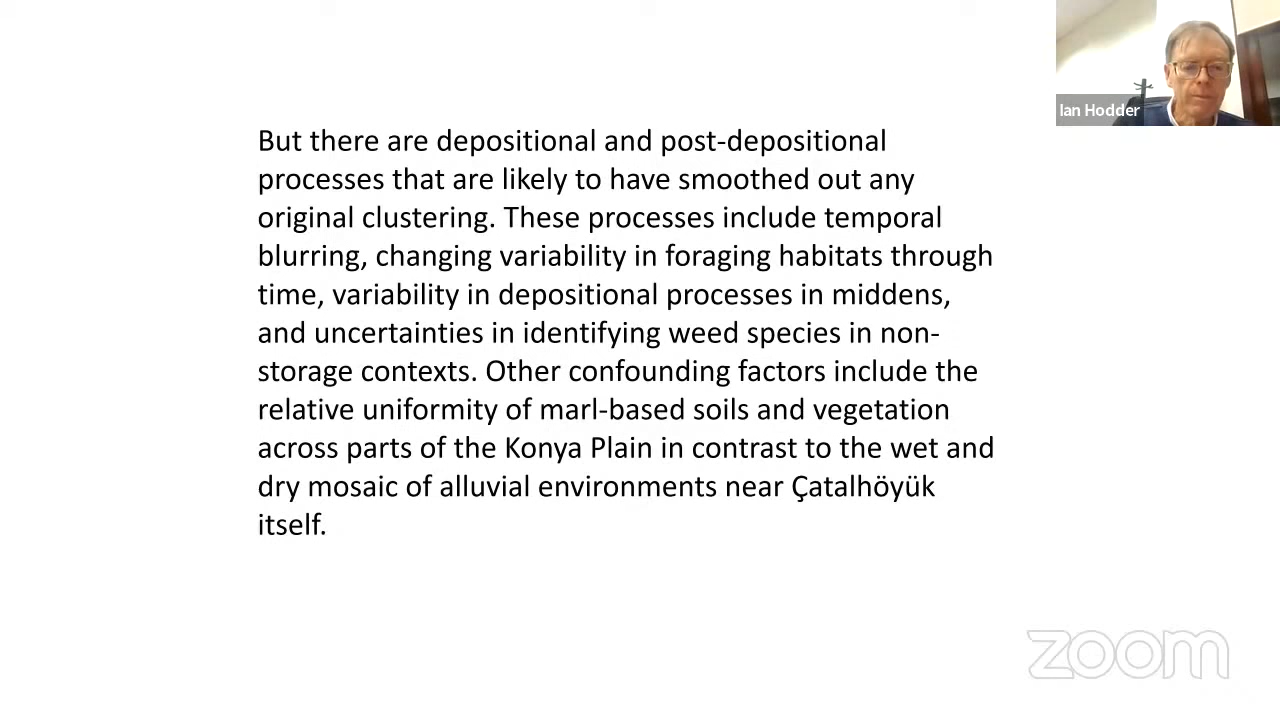 Ian Hodder
But there are depositional and post-depositional
processes that are likely to have smoothed out any
original clustering. These processes include temporal
blurring, changing variability in foraging habitats through
time, variability in depositional processes in middens,
and uncertainties in identifying weed species in non-
storage contexts. Other confounding factors include the
relative uniformity of marl-based soils and vegetation
across parts of the Konya Plain in contrast to the wet and
dry mosaic of alluvial environments near Çatalhöyük
itself.
zoom